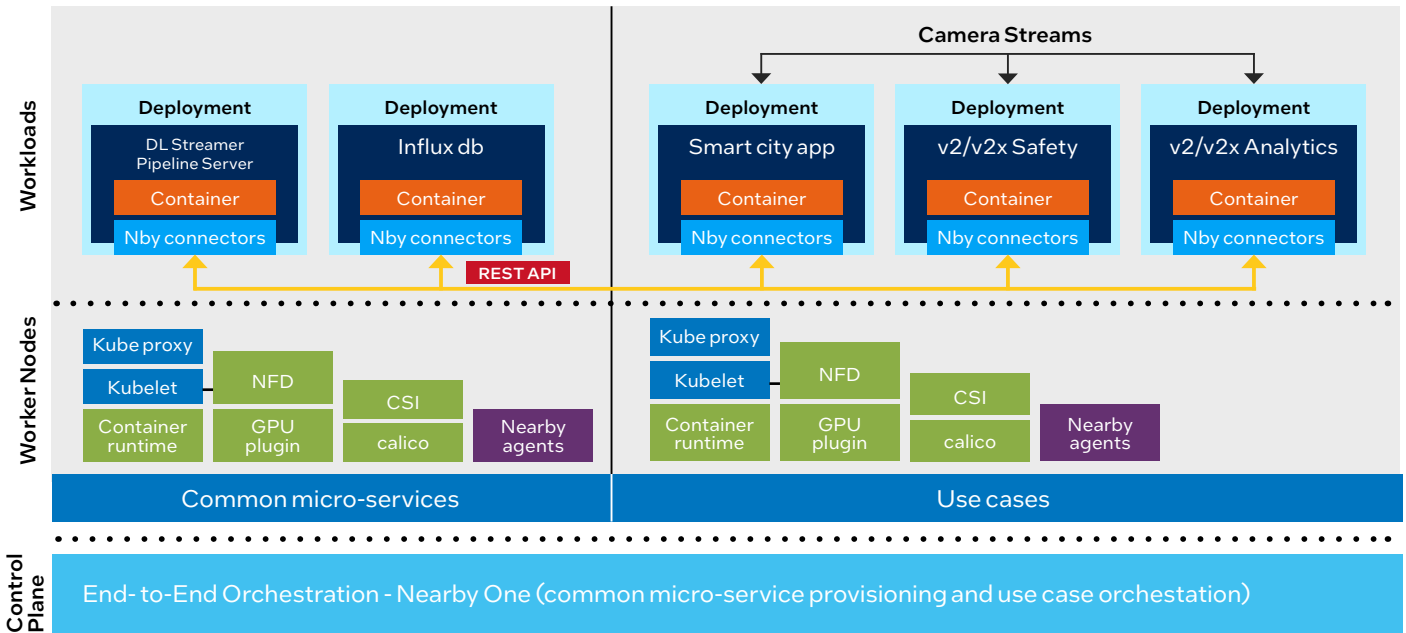 Camera Streams
Workloads
Deployment
DL Streamer
Pipeline Server
Container
Nby connectors
Deployment
Influx db
Container
Nby connectors
Deployment
Smart city app
Container
Nby connectors
Deployment
v2/v2x Safety
Container
Nby connectors
Deployment
v2/v2x Analytics
Container
Nby connectors
REST API
Worker Nodes
Kube proxy
Kubelet
Container
runtime
NFD
GPU
plugin
CSI
calico
Nearby
agents
Kube proxy
Kubelet
Container
runtime
NFD
GPU
plugin
CSI
calico
Nearby
agents
Common micro-services
Use cases
Control
Plane
End- to-End Orchestration - Nearby One (common micro-service provisioning and use case orchestation)